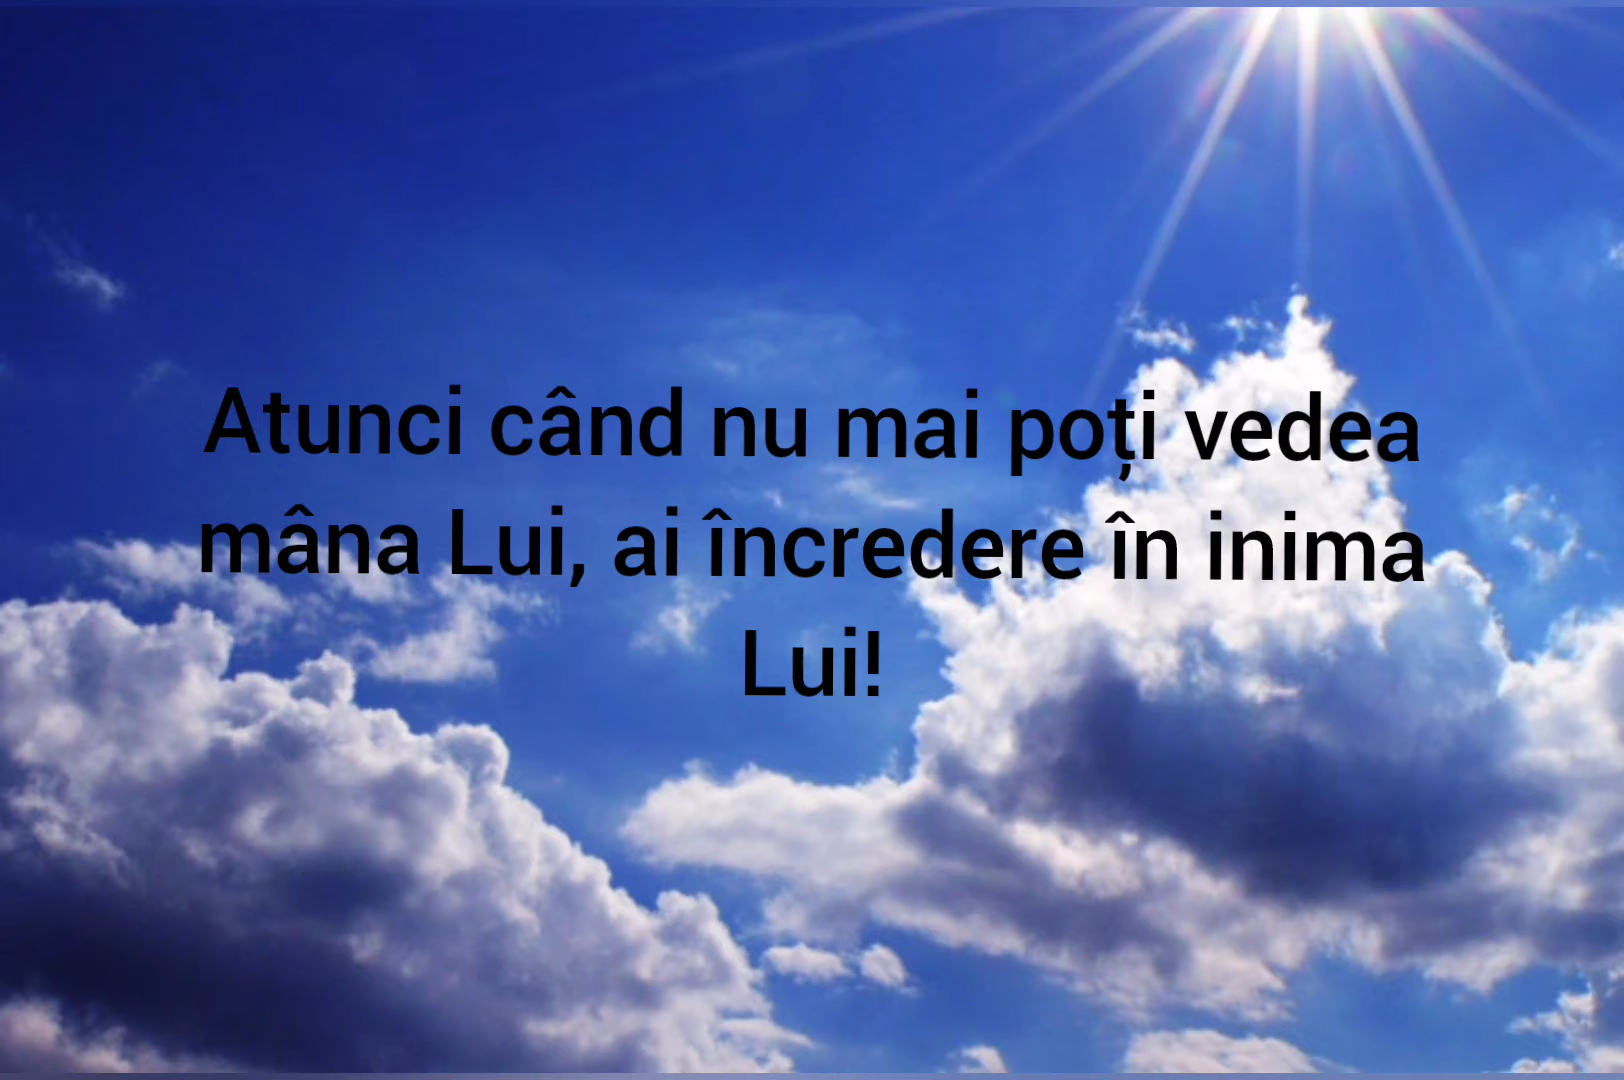 Atunci când nu mai poți vedea
mâna Lui, ai încredere în inima
Lui!